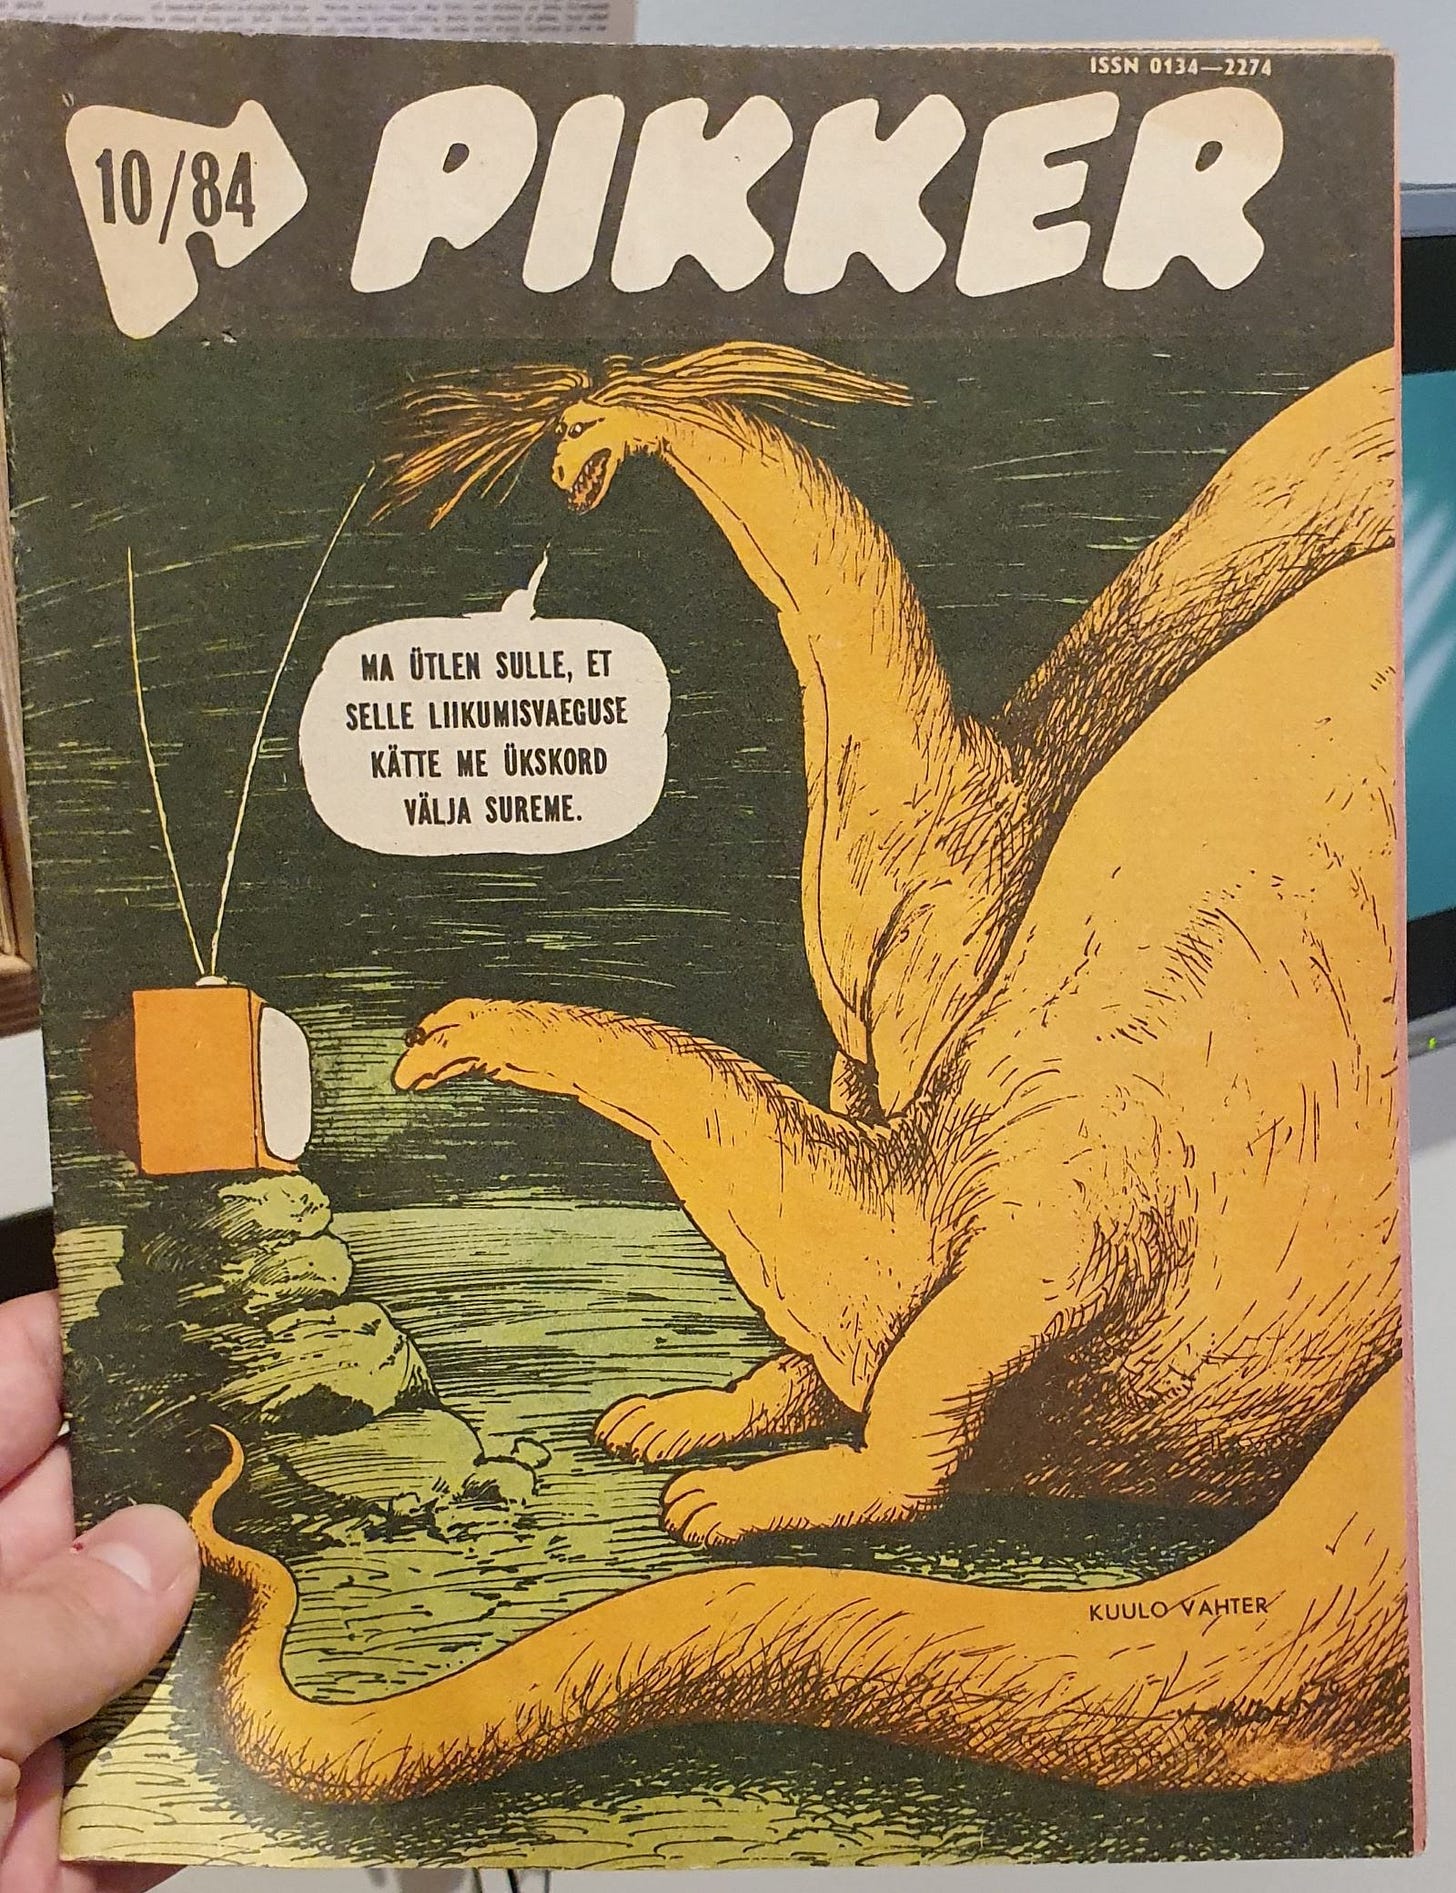 ISSN 0134—2274
10/84 PIKKER
MA ÜTLEN SULLE, ET
SELLE LIIKUMISVAEGUSE
KÄTTE ME ÜKSKORD
VÄLJA SUREME.
KUULO VAHTER